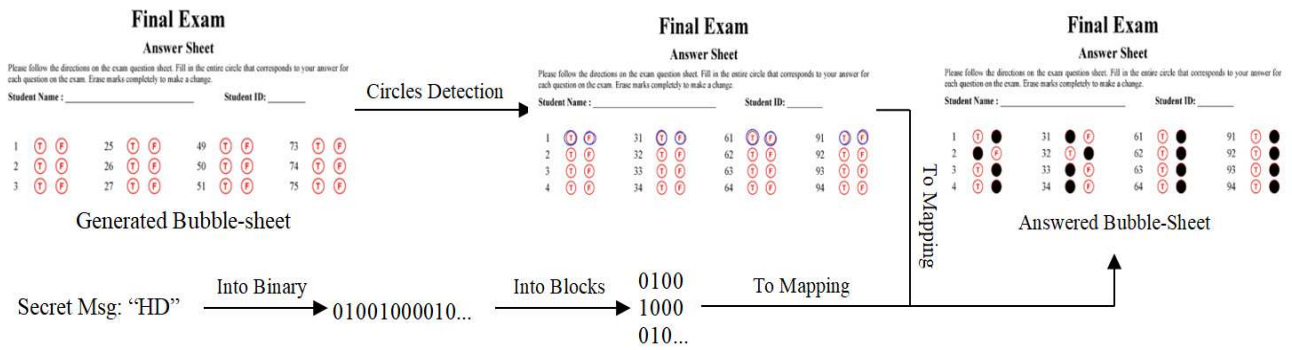 Final Exam
Answer Sheet
Please follow the directions on the exam question sheet. Fill in the entire circle that corresponds to your answer for
each question on the exam. Erase marks completely to make a change.
Student Name : ____________ Student ID: _______
1 T F 25 T F 49 T F 73 T F
2 T F 26 T F 50 T F 74 T F
3 T F 27 T F 51 T F 75 T F
Generated Bubble-sheet
Circles Detection
Final Exam
Answer Sheet
Please follow the directions on the exam question sheet. Fill in the entire circle that corresponds to your answer for
each question on the exam. Erase marks completely to make a change.
Student Name : ____________ Student ID: _______
1 T F 31 T F 61 T F 91 T F
2 T F 32 T F 62 T F 92 T F
3 T F 33 T F 63 T F 93 T F
4 T F 34 T F 64 T F 94 T F
To Mapping
Final Exam
Answer Sheet
Please follow the directions on the exam question sheet. Fill in the entire circle that corresponds to your answer for
each question on the exam. Erase marks completely to make a change.
Student Name : ____________ Student ID: _______
1 T 31 F 61 T 91 T
2 F 32 T 62 T 92 T
3 T 33 F 63 T 93 T
4 T 34 F 64 T 94 T
Answered Bubble-Sheet
Secret Msg: “HD”
Into Binary
01001000010...
Into Blocks
0100
1000
010...
To Mapping